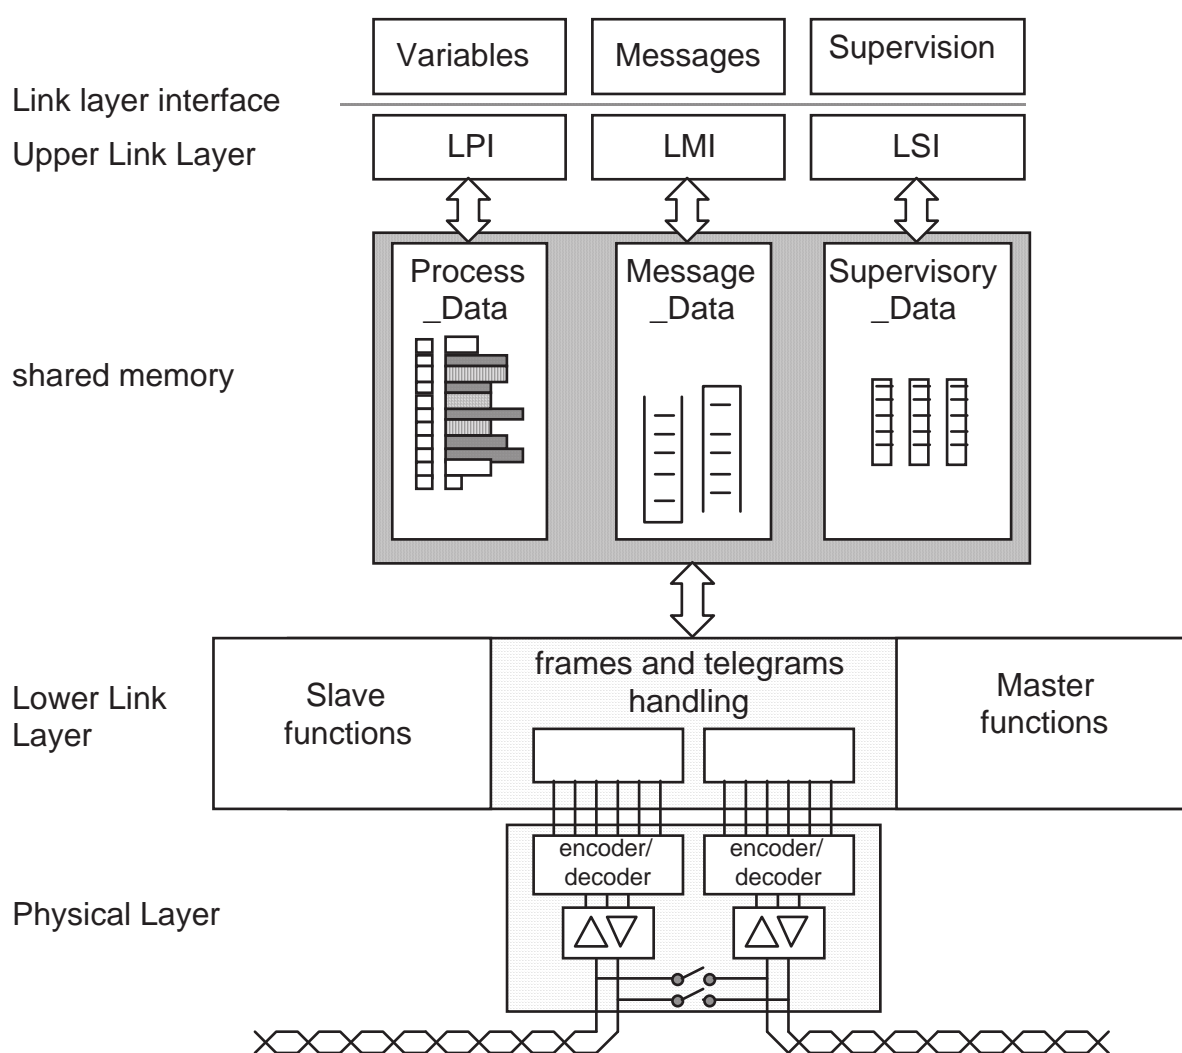 Variables
Messages
Supervision
Link layer interface
Upper Link Layer
LPI
LMI
LSI
Process
_Data
Message
_Data
Supervisory
_Data
shared memory
Lower Link
Layer
Slave
functions
frames and telegrams
handling
Master
functions
encoder/
decoder
encoder/
decoder
Physical Layer